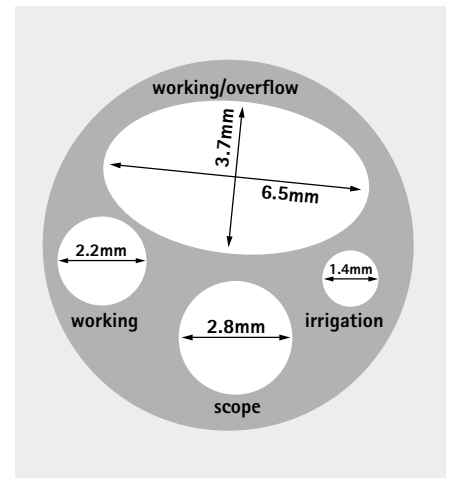 working/overflow
3.7mm
6.5mm
2.2mm
1.4mm
working
2.8mm
irrigation
scope